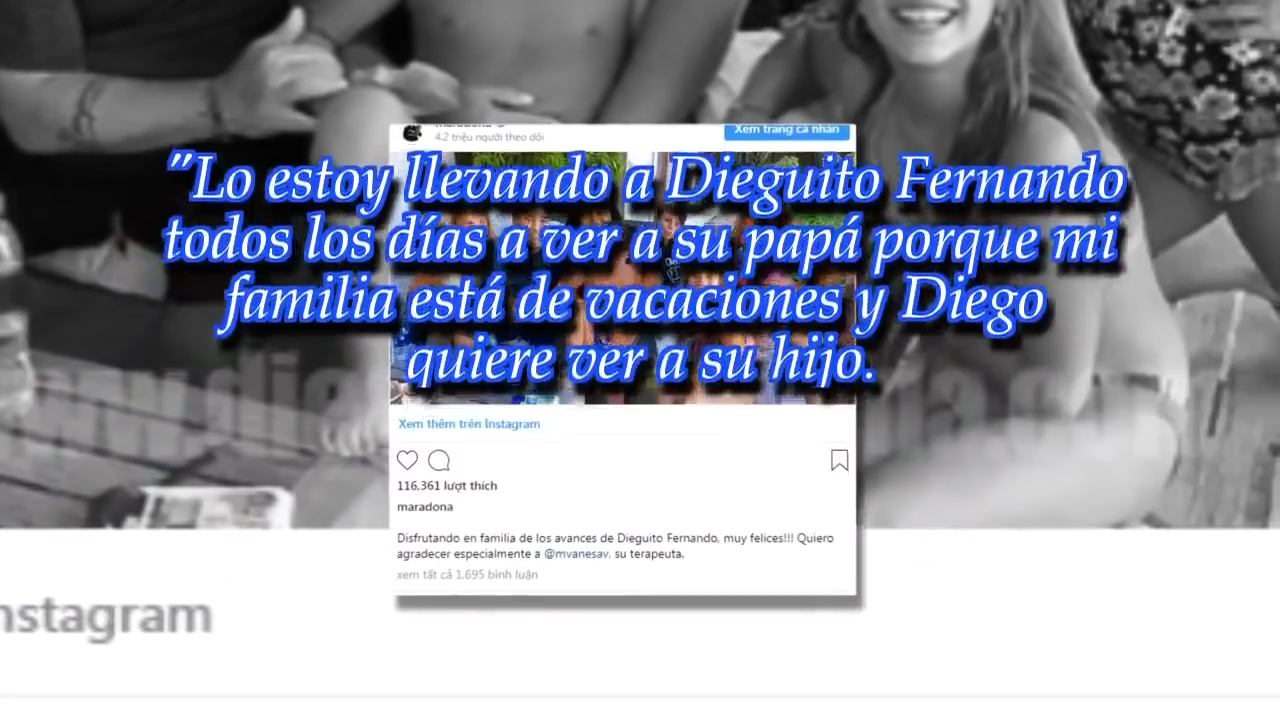 maradona
4.2 triệu người theo dõi
Xem trang cá nhân
"Lo estoy llevando a Dieguito Fernando
todos los días a ver a su papá porque mi
familia está de vacaciones y Diego
quiere ver a su hijo.
Xem thêm trên Instagram
116,361 lượt thích
maradona
Disfrutando en familia de los avances de Dieguito Fernando, muy felices!!! Quiero
agradecer especialmente a @mvanesav, su terapeuta.
xem tất cả 1,695 bình luận
nstagram